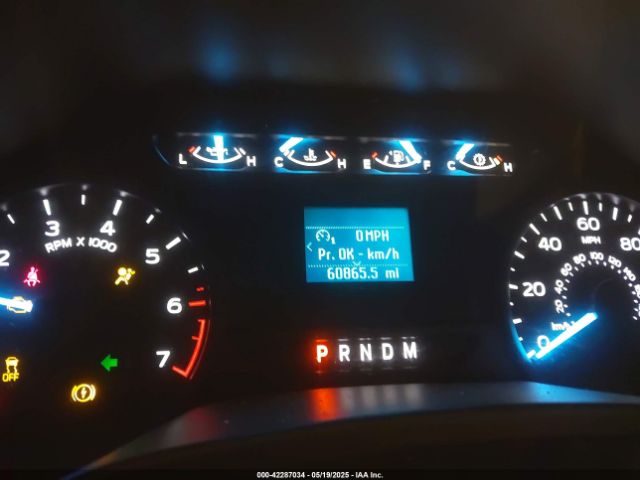 L H C H E F C H
2 3 4 5 6 7
RPM X 1000
OFF
0 MPH
Pr. OK - km/h
60865.5 mi
P R N D M
0 20 40 60 80
MPH
km/h
000-42287034 - 05/19/2025 - IAA Inc.